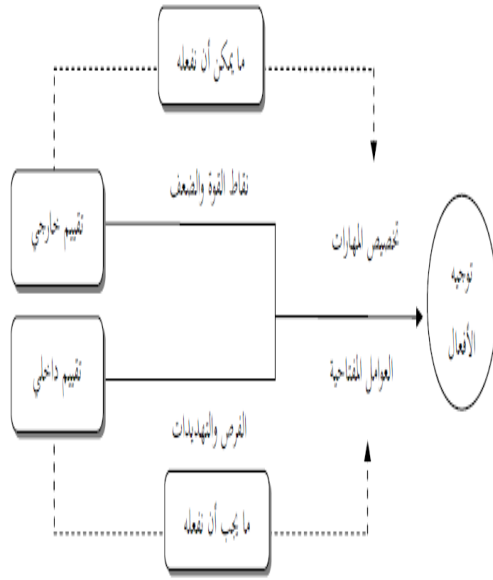 ما يمكن أن نفعله
نقاط القوة والضعف
تقييم خارجي
تخصيص المهارات
توجيه
الأفعال
تقييم داخلي
العوامل المفتاحية
الفرص والتهديدات
ما يجب أن نفعله